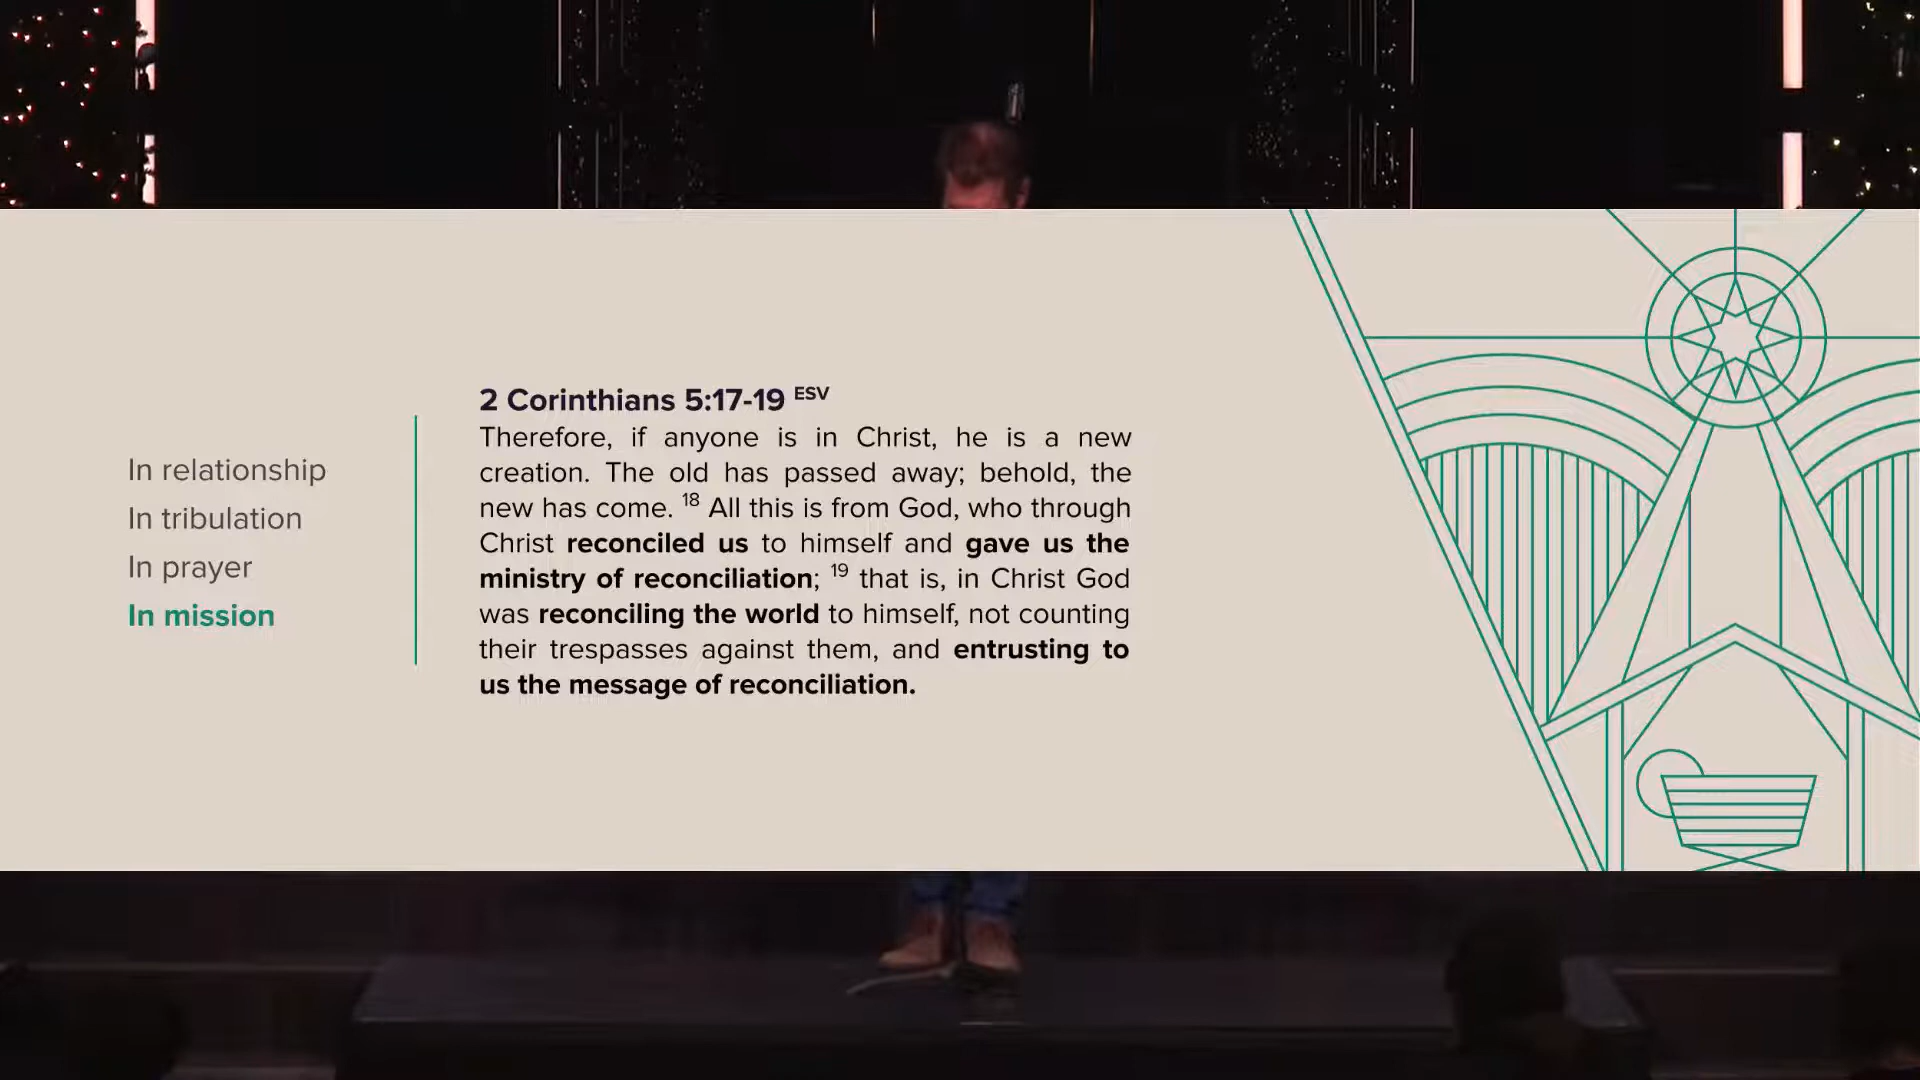 In relationship
In tribulation
In prayer
In mission
2 Corinthians 5:17-19 ESV
Therefore, if anyone is in Christ, he is a new
creation. The old has passed away; behold, the
new has come. 18 All this is from God, who through
Christ reconciled us to himself and gave us the
ministry of reconciliation; 19 that is, in Christ God
was reconciling the world to himself, not counting
their trespasses against them, and entrusting to
us the message of reconciliation.